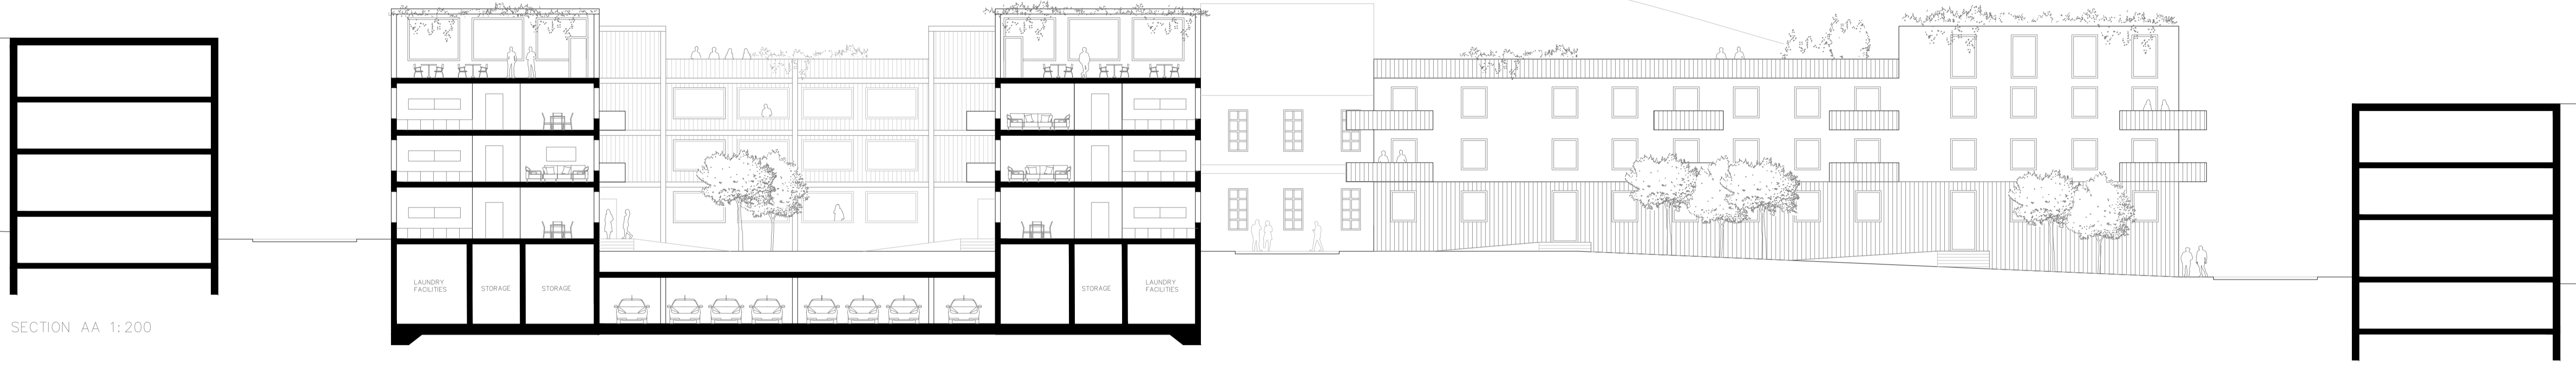 LAUNDRY
FACILITIES
STORAGE
STORAGE
STORAGE
LAUNDRY
FACILITIES
SECTION AA 1:200